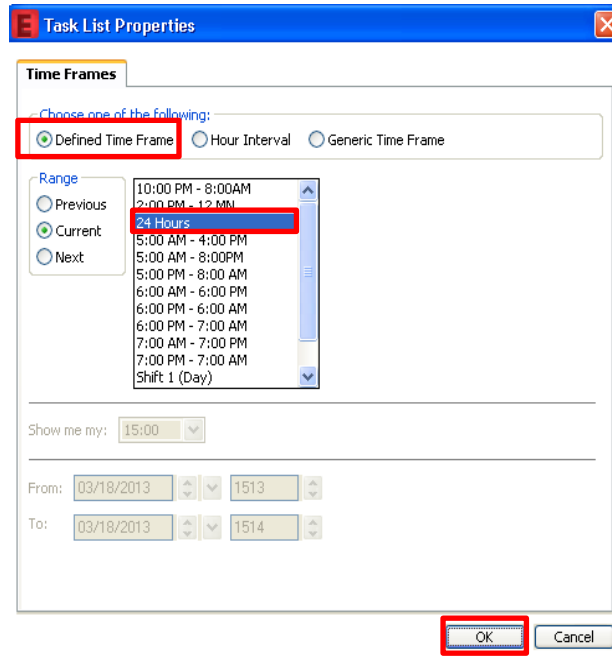 E Task List Properties
Time Frames
Choose one of the following:
Defined Time Frame Hour Interval Generic Time Frame
Range
Previous
Current
Next
10:00 PM - 8:00AM
2:00 PM - 12 MN
24 Hours
5:00 AM - 4:00 PM
5:00 AM - 8:00PM
5:00 PM - 8:00 AM
6:00 AM - 6:00 PM
6:00 PM - 6:00 AM
6:00 PM - 7:00 AM
7:00 AM - 7:00 PM
7:00 PM - 7:00 AM
Shift 1 (Day)
Show me my: 15:00
From: 03/18/2013 1513
To: 03/18/2013 1514
OK Cancel